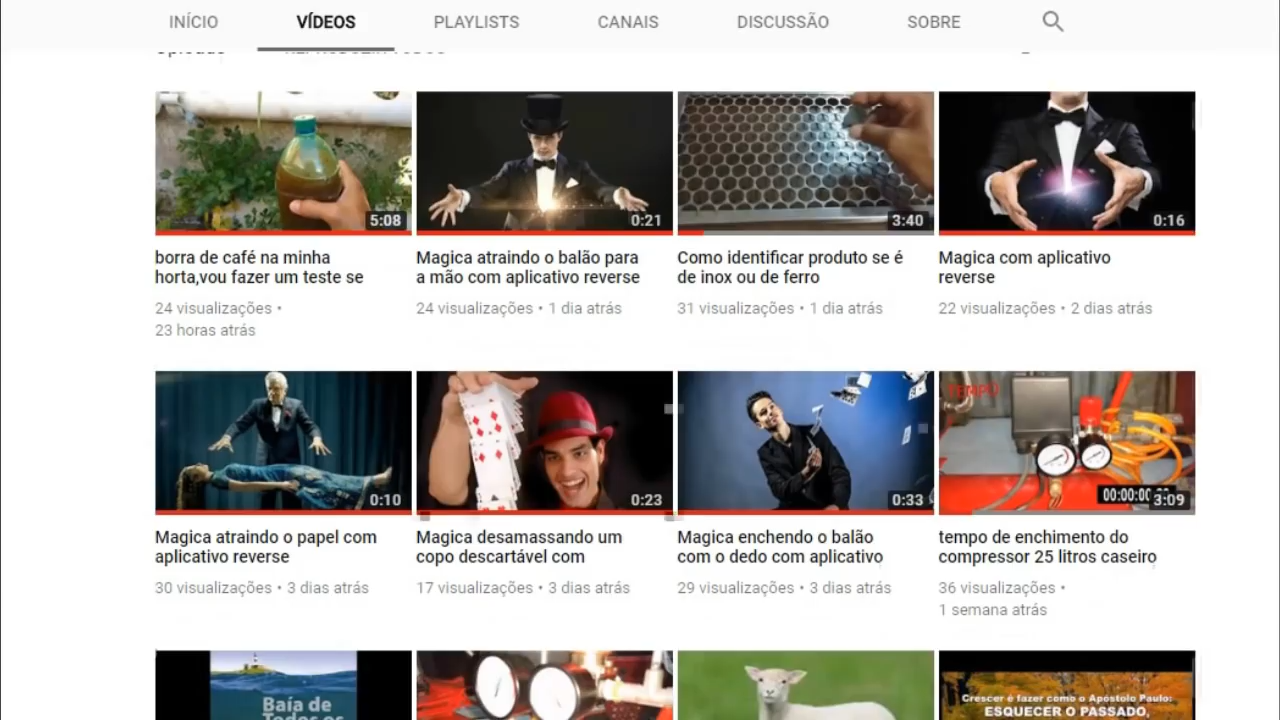 INÍCIO VÍDEOS PLAYLISTS CANAIS DISCUSSÃO SOBRE
5:08 0:21 3:40 0:16
borra de café na minha
horta,vou fazer um teste se
24 visualizações •
23 horas atrás
Magica atraindo o balão para
a mão com aplicativo reverse
24 visualizações • 1 dia atrás
Como identificar produto se é
de inox ou de ferro
31 visualizações • 1 dia atrás
Magica com aplicativo
reverse
22 visualizações • 2 dias atrás
TEMPO
0:10 0:23 0:33 3:09
Magica atraindo o papel com
aplicativo reverse
30 visualizações • 3 dias atrás
Magica desamassando um
copo descartável com
17 visualizações • 3 dias atrás
Magica enchendo o balão
com o dedo com aplicativo
29 visualizações • 3 dias atrás
tempo de enchimento do
compressor 25 litros caseiro
36 visualizações •
1 semana atrás
Baía de
Crescer é fazer como o Apóstolo Paulo:
ESQUECER O PASSADO,